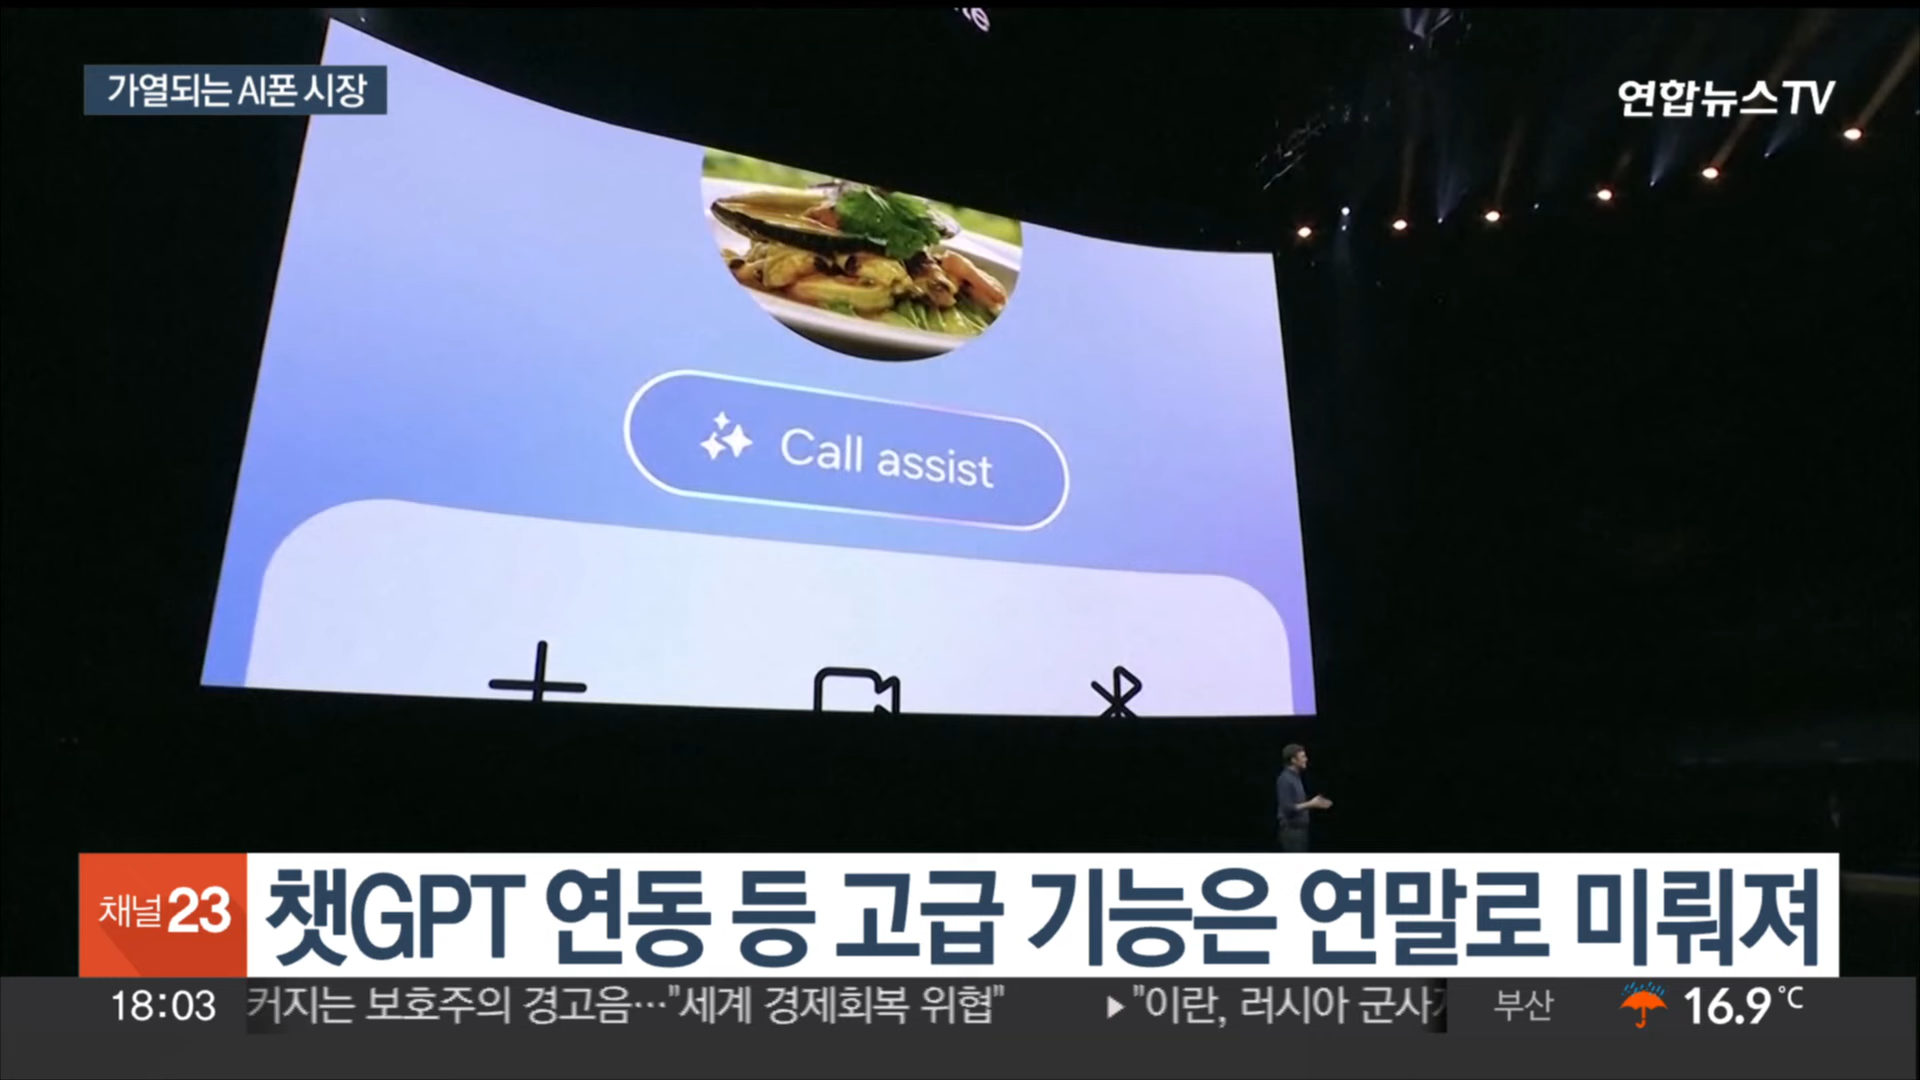 가열되는 AI폰 시장
연합뉴스TV
Call assist
채널 23
챗GPT 연동 등 고급 기능은 연말로 미뤄져
18:03 커지는 보호주의 경고음…"세계 경제회복 위협" ▶"이란, 러시아 군사 부산 16.9℃